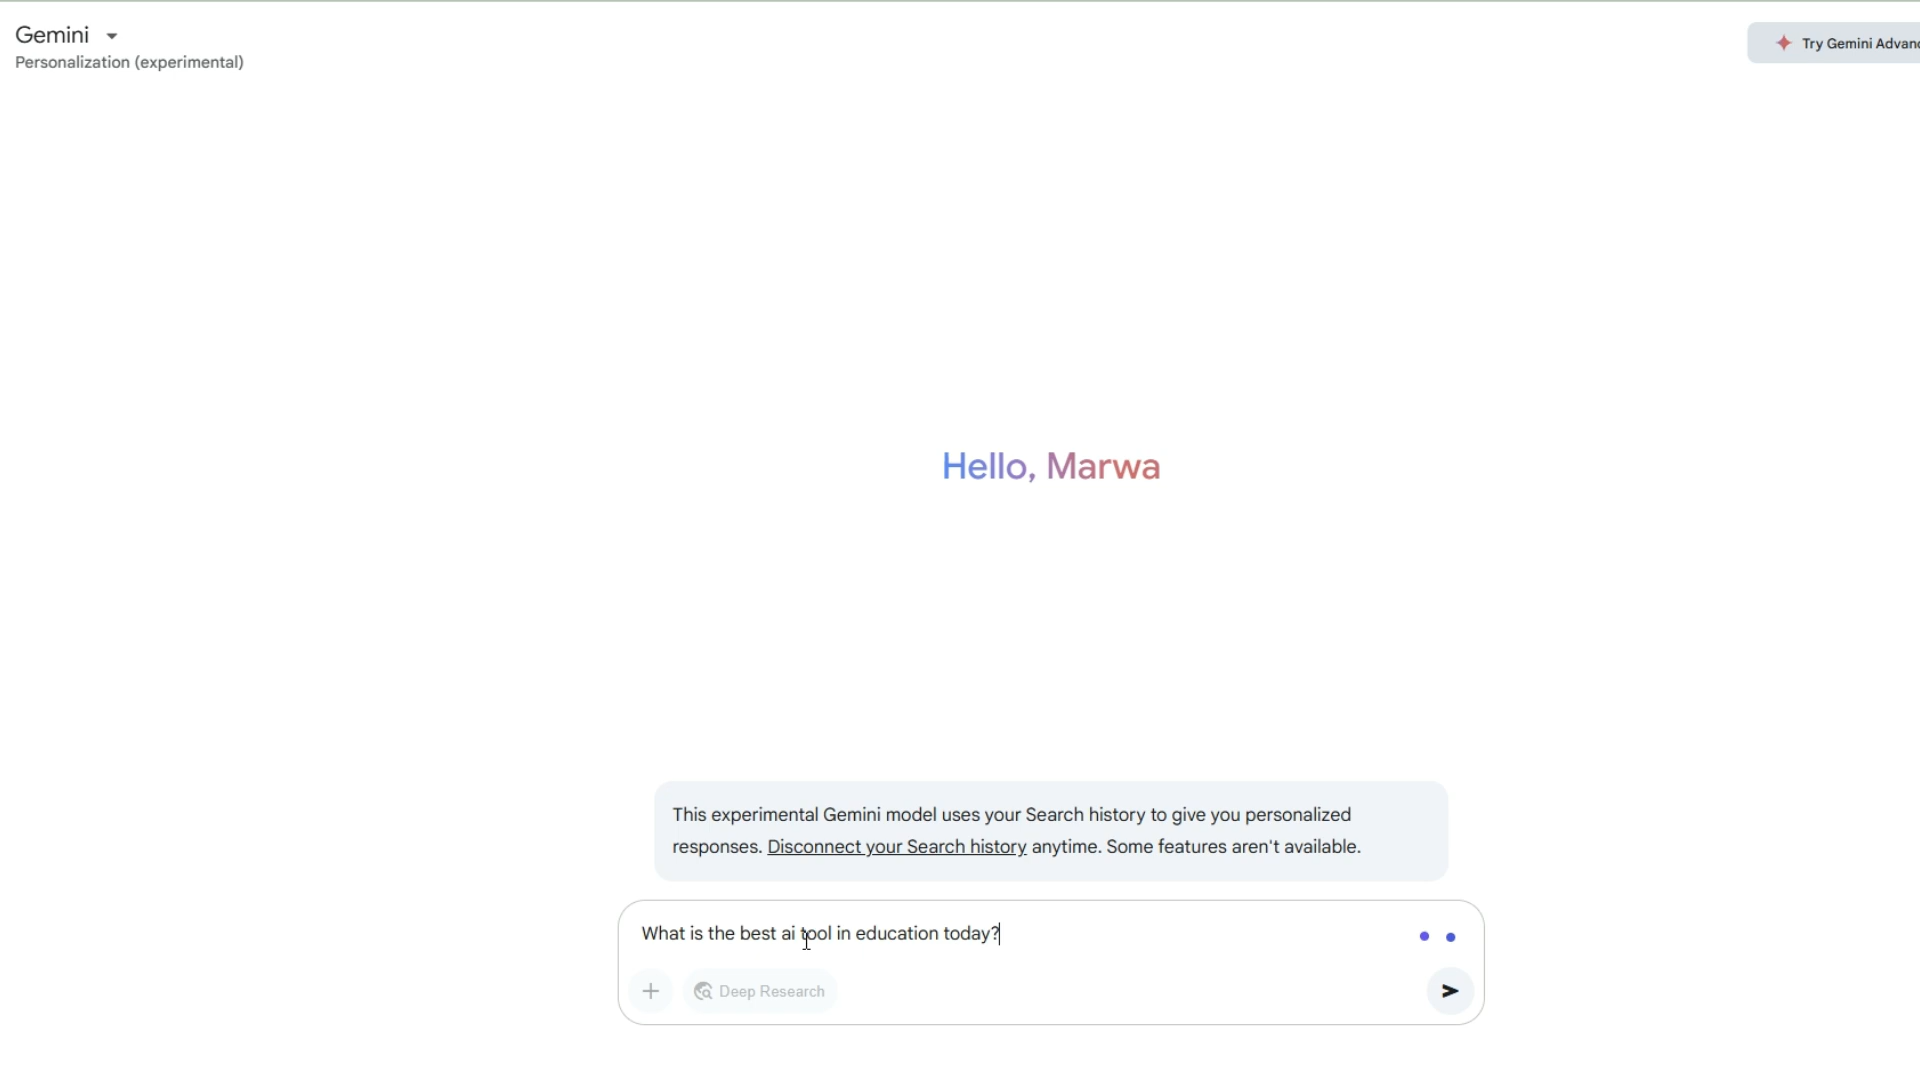 Gemini
Personalization (experimental)
Try Gemini
Hello, Marwa
This experimental Gemini model uses your Search history to give you personalized
responses. Disconnect your Search history anytime. Some features aren't available.
What is the best ai tool in education today?
Deep Research